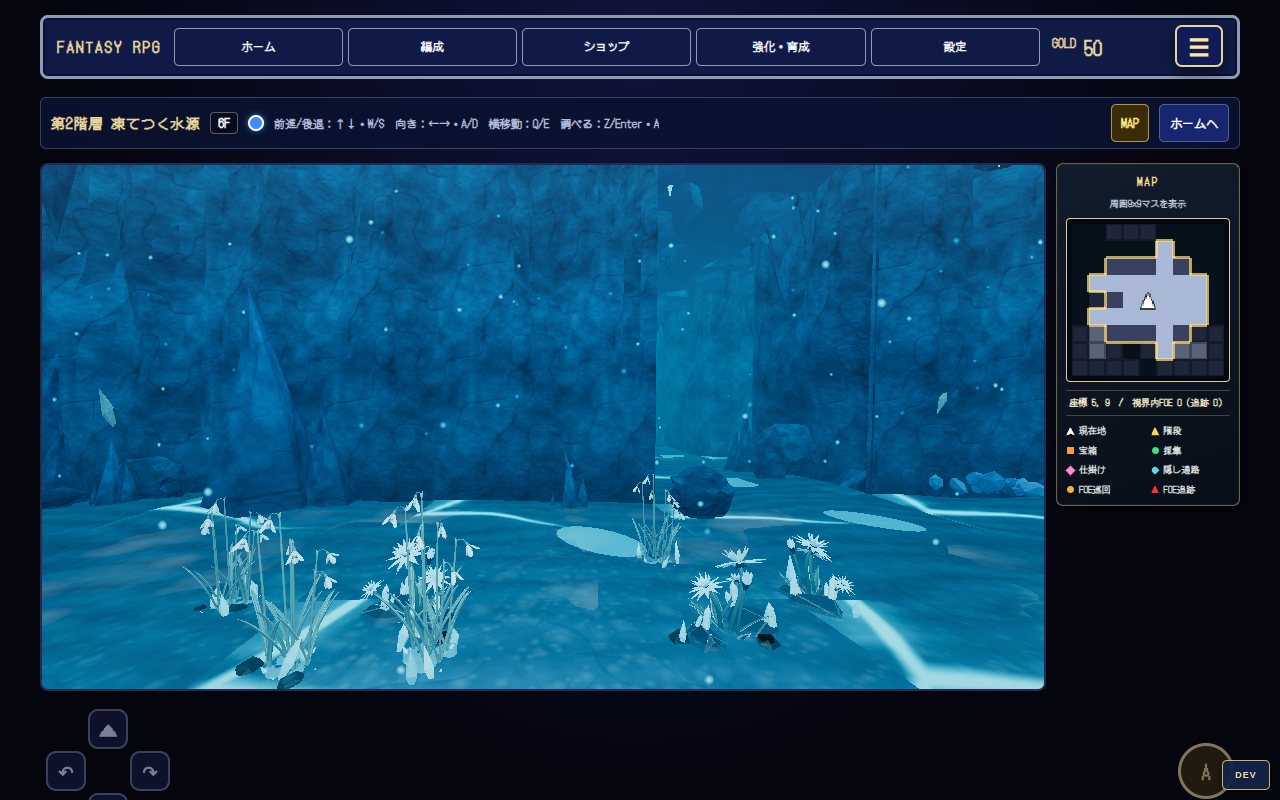 FANTASY RPG ホーム 編成 ショップ 強化・育成 設定 GOLD 50
第2階層 凍てつく水源 6F 前進/後退：↑↓・W/S 向き：←→・A/D 横移動：Q/E 調べる：Z/Enter・A MAP ホームへ
MAP
周囲9x9マスを表示
座標 5, 9 / 視界内FOE 0（追跡 0）
現在地 階段
宝箱 採集
仕掛け 隠し通路
FOE巡回 FOE追跡
A
DEV